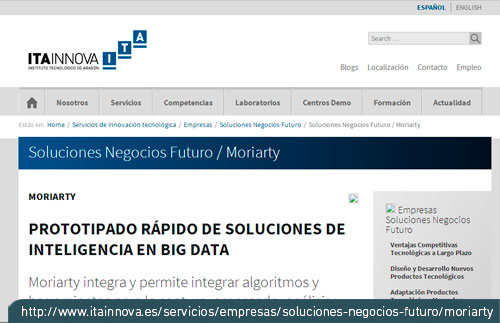 ESPAÑOL | ENGLISH
ITAINNOVA
INSTITUTO TECNOLÓGICO DE ARAGÓN
I T A
Search ...
Blogs Localización Contacto Empleo
Nosotros Servicios Competencias Laboratorios Centros Demo Formación Actualidad
Estás en: Home / Servicios de innovación tecnológica / Empresas / Soluciones Negocios Futuro / Soluciones Negocios Futuro / Moriarty
Soluciones Negocios Futuro / Moriarty
MORIARTY
PROTOTIPADO RÁPIDO DE SOLUCIONES DE
INTELIGENCIA EN BIG DATA
Moriarty integra y permite integrar algoritmos y
Empresas
Soluciones Negocios
Futuro
Ventajas Competitivas
Tecnológicas a Largo Plazo
Diseño y Desarrollo Nuevos
Productos Tecnológicos
Adaptación Productos
http://www.itainnova.es/servicios/empresas/soluciones-negocios-futuro/moriarty